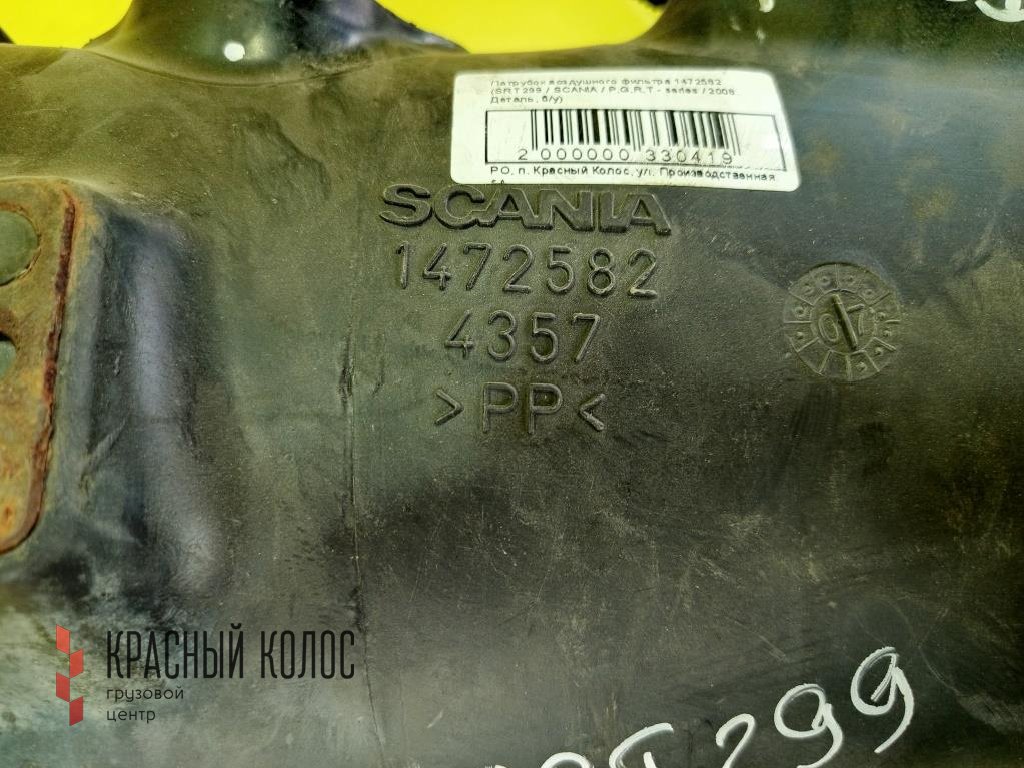 Патрубок воздушного фильтра 1472582
(SRT299 / SCANIA / P,G,R,T - series / 2008.
Деталь, б/у)
2 000000 330419
РО, п. Красный Колос, ул. Производственная
SCANIA
1472582
4357
>PP<
07
КРАСНЫЙ КОЛОС
грузовой
центр
299